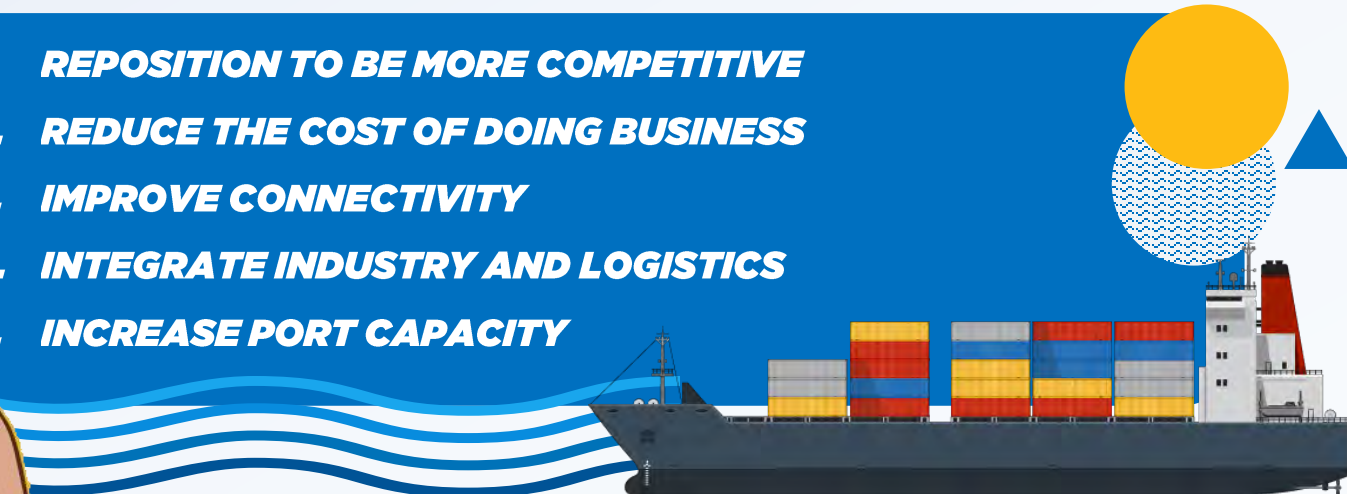 REPOSITION TO BE MORE COMPETITIVE
REDUCE THE COST OF DOING BUSINESS
IMPROVE CONNECTIVITY
INTEGRATE INDUSTRY AND LOGISTICS
INCREASE PORT CAPACITY